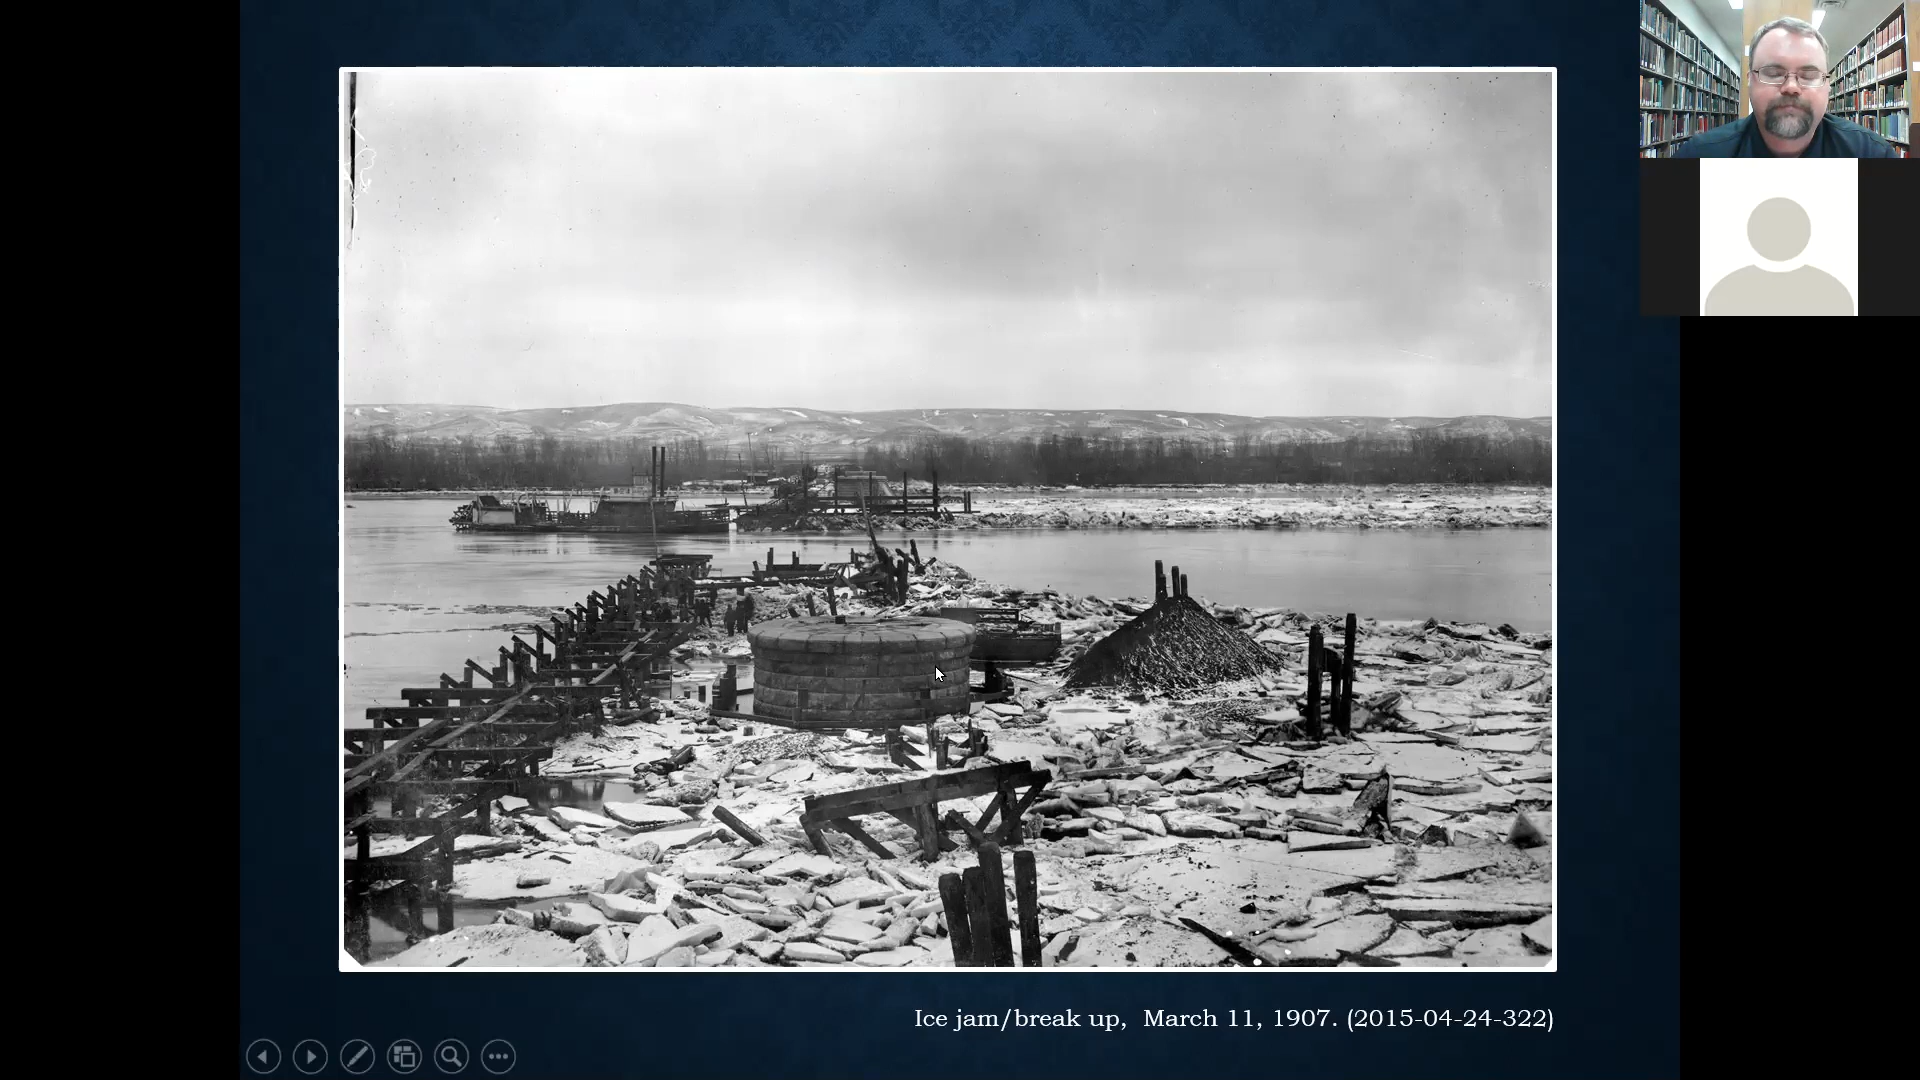 Ice jam/break up,  March 11, 1907. (2015-04-24-322)